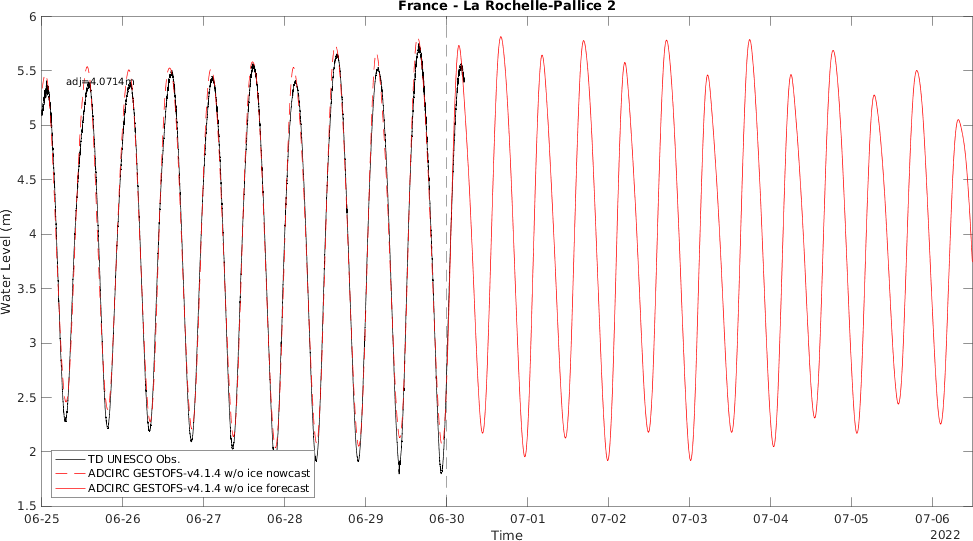 France - La Rochelle-Pallice 2
6
5.5
5
4.5
4
3.5
3
2.5
2
1.5
Water Level (m)
adj=4.0714m
TD UNESCO Obs.
ADCIRC GESTOFS-v4.1.4 w/o ice nowcast
ADCIRC GESTOFS-v4.1.4 w/o ice forecast
06-25 06-26 06-27 06-28 06-29 06-30 07-01 07-02 07-03 07-04 07-05 07-06
Time
2022